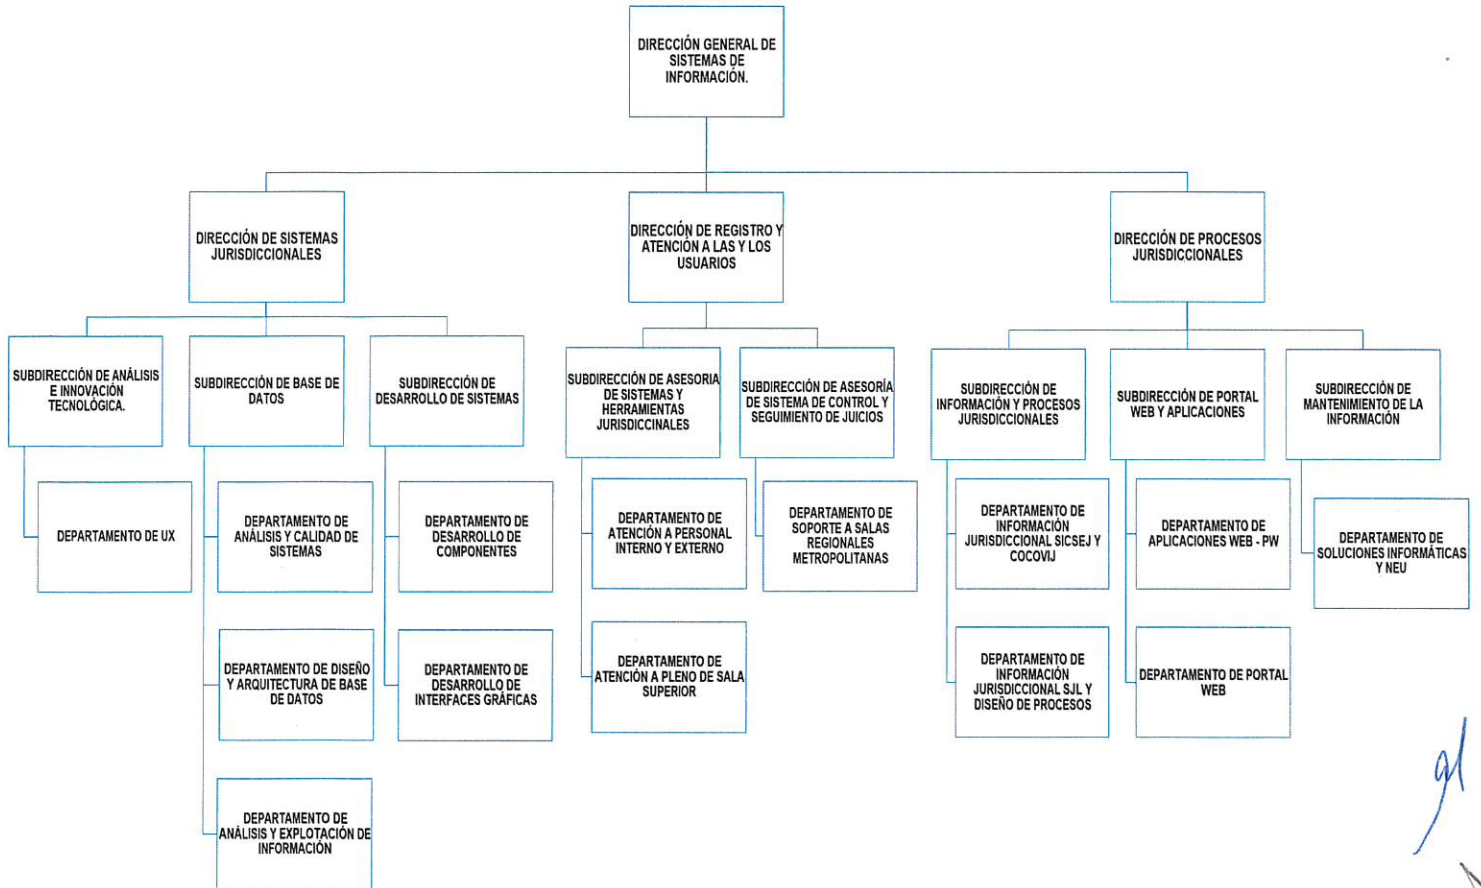 DIRECCIÓN GENERAL DE
SISTEMAS DE
INFORMACIÓN.
DIRECCIÓN DE SISTEMAS
JURISDICCIONALES
DIRECCIÓN DE REGISTRO Y
ATENCIÓN A LAS Y LOS
USUARIOS
DIRECCIÓN DE PROCESOS
JURISDICCIONALES
SUBDIRECCIÓN DE ANÁLISIS
E INNOVACIÓN
TECNOLÓGICA.
SUBDIRECCIÓN DE BASE DE
DATOS
SUBDIRECCIÓN DE
DESARROLLO DE SISTEMAS
SUBDIRECCIÓN DE ASESORIA
DE SISTEMAS Y
HERRAMIENTAS
JURISDICCINALES
SUBDIRECCIÓN DE ASESORÍA
DE SISTEMA DE CONTROL Y
SEGUIMIENTO DE JUICIOS
SUBDIRECCIÓN DE
INFORMACIÓN Y PROCESOS
JURISDICCIONALES
SUBDIRECCIÓN DE PORTAL
WEB Y APLICACIONES
SUBDIRECCIÓN DE
MANTENIMIENTO DE LA
INFORMACIÓN
DEPARTAMENTO DE UX
DEPARTAMENTO DE
ANÁLISIS Y CALIDAD DE
SISTEMAS
DEPARTAMENTO DE
DESARROLLO DE
COMPONENTES
DEPARTAMENTO DE
ATENCIÓN A PERSONAL
INTERNO Y EXTERNO
DEPARTAMENTO DE
SOPORTE A SALAS
REGIONALES
METROPOLITANAS
DEPARTAMENTO DE
INFORMACIÓN
JURISDICCIONAL SICSEJ Y
COCOVIJ
DEPARTAMENTO DE
APLICACIONES WEB - PW
DEPARTAMENTO DE
SOLUCIONES INFORMÁTICAS
Y NEU
DEPARTAMENTO DE DISEÑO
Y ARQUITECTURA DE BASE
DE DATOS
DEPARTAMENTO DE
DESARROLLO DE
INTERFACES GRÁFICAS
DEPARTAMENTO DE
ATENCIÓN A PLENO DE SALA
SUPERIOR
DEPARTAMENTO DE
INFORMACIÓN
JURISDICCIONAL SJL Y
DISEÑO DE PROCESOS
DEPARTAMENTO DE PORTAL
WEB
DEPARTAMENTO DE
ANÁLISIS Y EXPLOTACIÓN DE
INFORMACIÓN